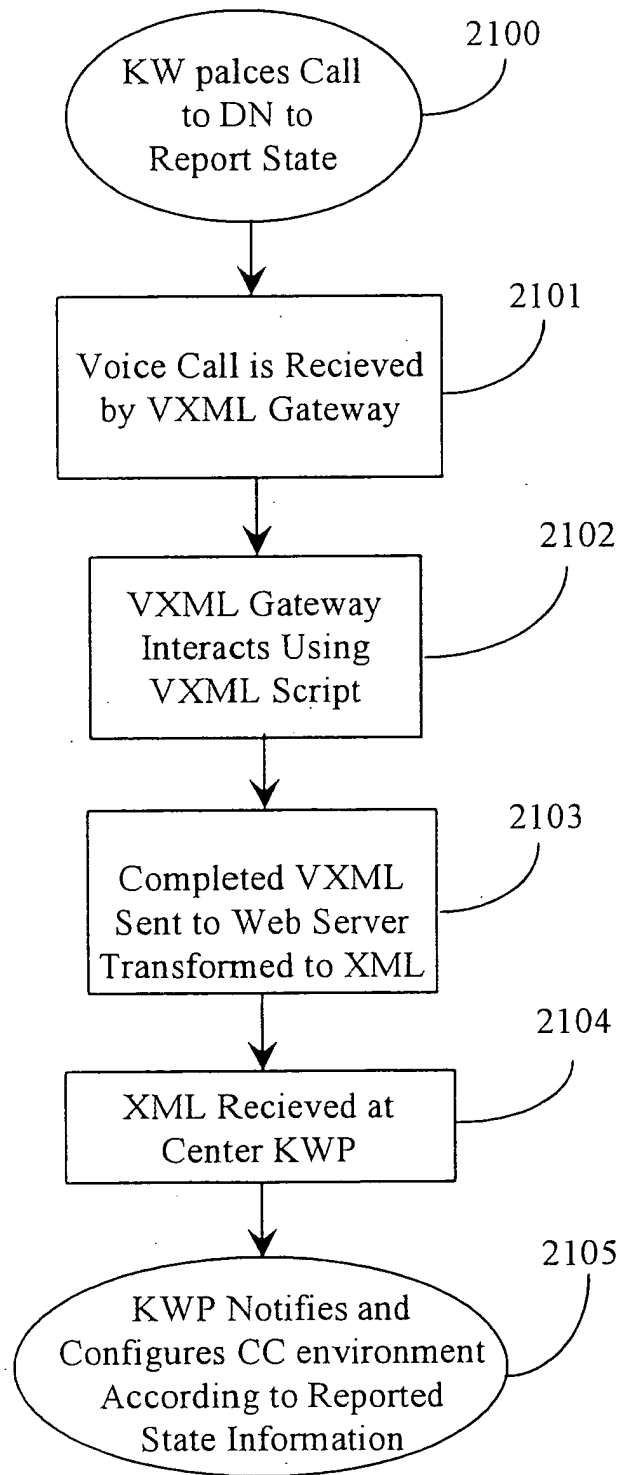 2100
KW palces Call
to DN to
Report State
2101
Voice Call is Recieved
by VXML Gateway
2102
VXML Gateway
Interacts Using
VXML Script
2103
Completed VXML
Sent to Web Server
Transformed to XML
2104
XML Recieved at
Center KWP
2105
KWP Notifies and
Configures CC environment
According to Reported
State Information